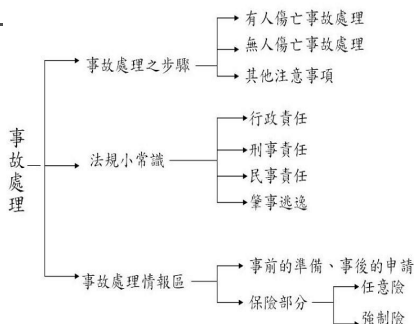 事故處理
事故處理之步驟
有人傷亡事故處理
無人傷亡事故處理
其他注意事項
法規小常識
行政責任
刑事責任
民事責任
肇事逃逸
事故處理情報區
事前的準備、事後的申請
保險部分
任意險
強制險